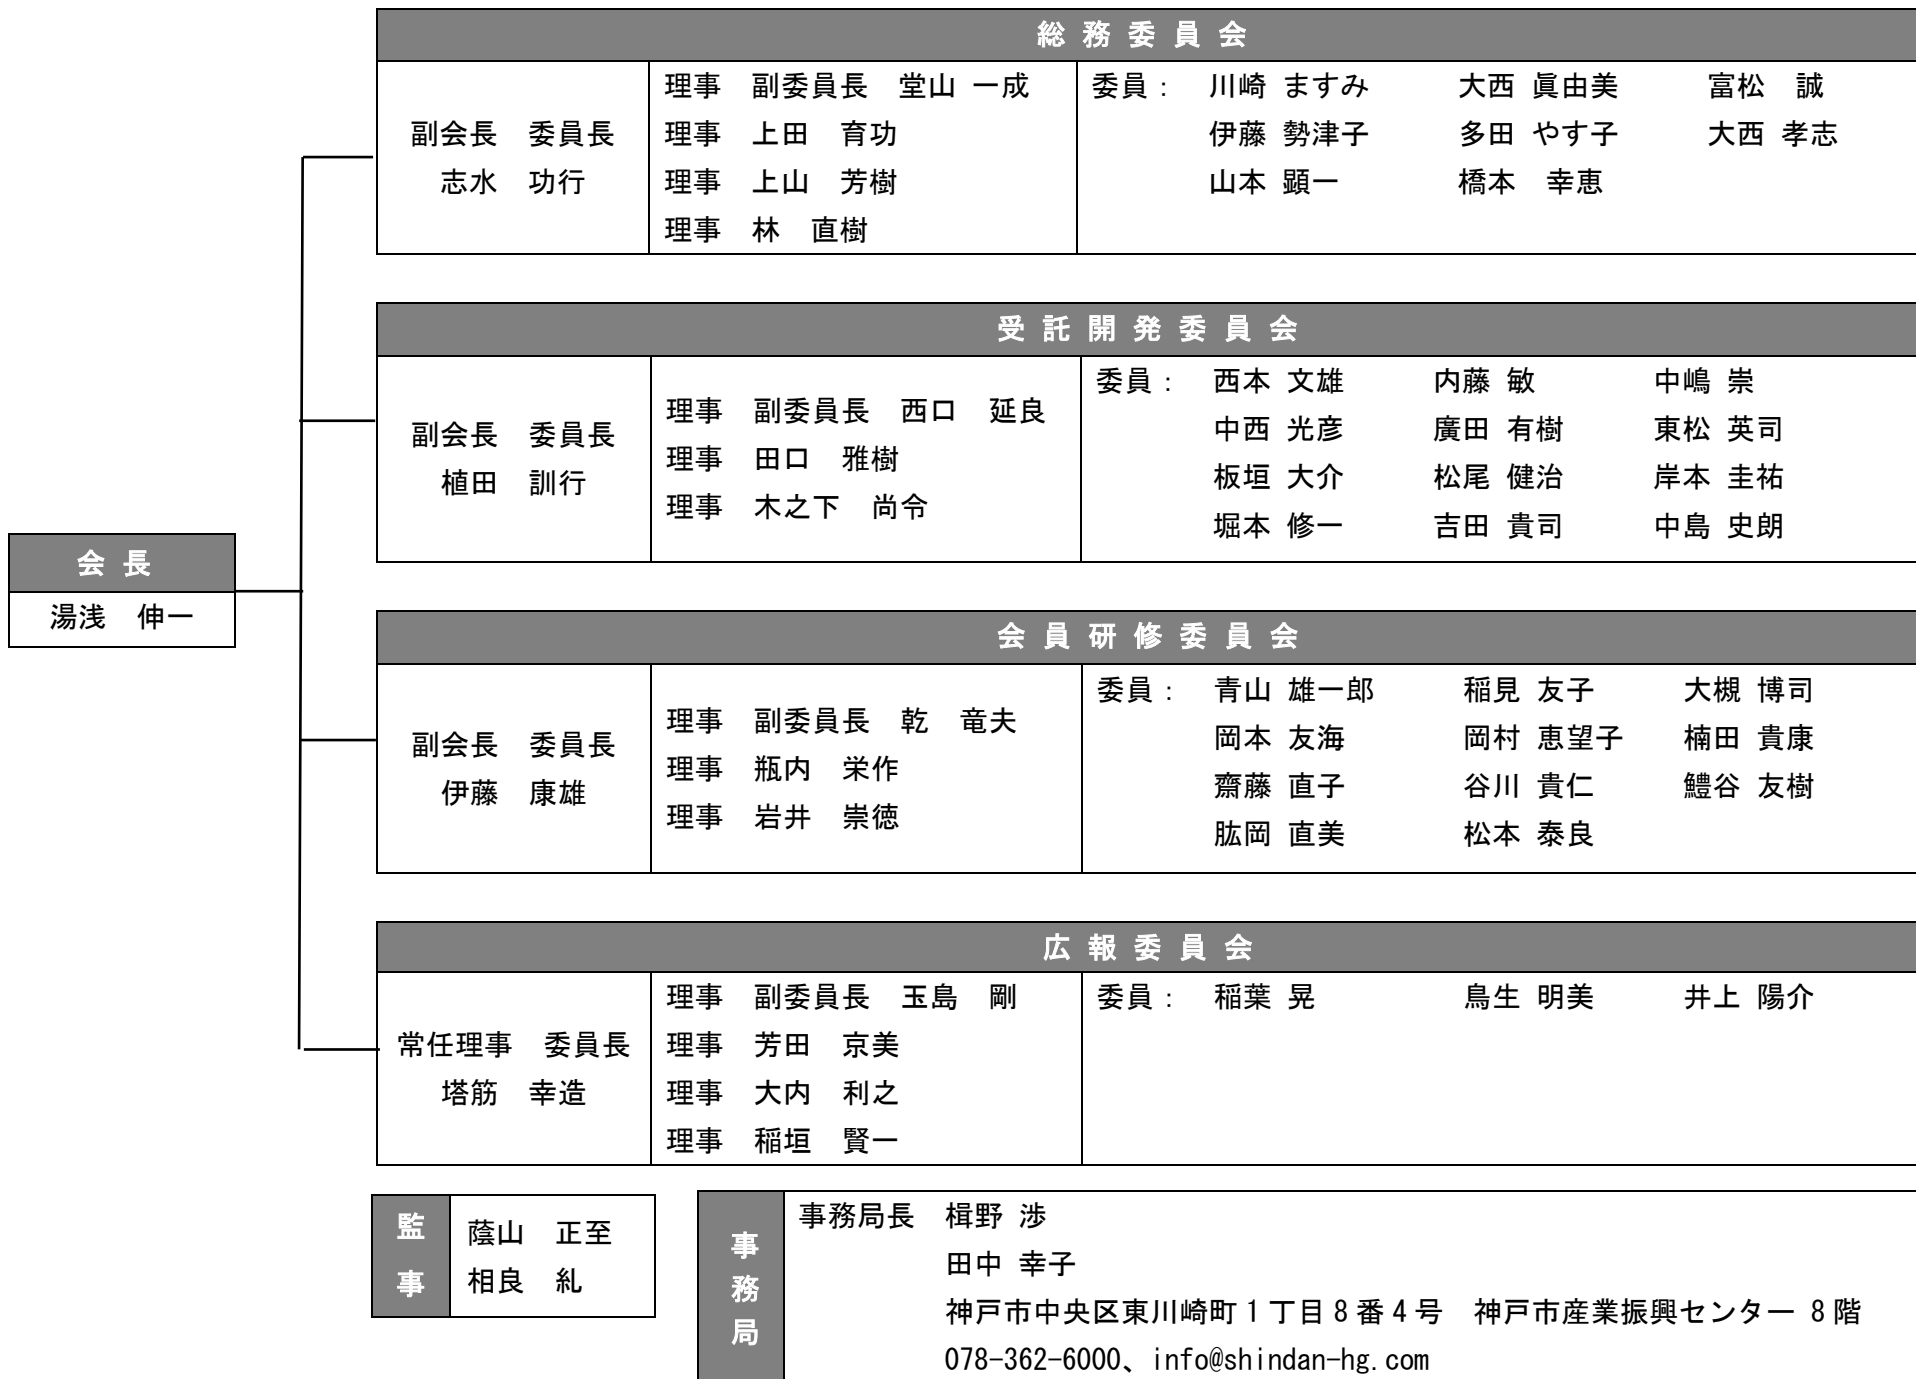 総務委員会
副会長 委員長
志水 功行
理事 副委員長 堂山 一成
理事 上田 育功
理事 上山 芳樹
理事 林 直樹
委員： 川崎 ますみ 大西 眞由美 富松 誠
伊藤 勢津子 多田 やす子 大西 孝志
山本 顕一 橋本 幸恵
受託開発委員会
副会長 委員長
植田 訓行
理事 副委員長 西口 延良
理事 田口 雅樹
理事 木之下 尚令
委員： 西本 文雄 内藤 敏 中嶋 崇
中西 光彦 廣田 有樹 東松 英司
板垣 大介 松尾 健治 岸本 圭祐
堀本 修一 吉田 貴司 中島 史朗
会長
湯浅 伸一
会員研修委員会
副会長 委員長
伊藤 康雄
理事 副委員長 乾 竜夫
理事 瓶内 栄作
理事 岩井 崇徳
委員： 青山 雄一郎 稲見 友子 大槻 博司
岡本 友海 岡村 恵望子 楠田 貴康
齋藤 直子 谷川 貴仁 鱧谷 友樹
肱岡 直美 松本 泰良
広報委員会
常任理事 委員長
塔筋 幸造
理事 副委員長 玉島 剛
理事 芳田 京美
理事 大内 利之
理事 稲垣 賢一
委員： 稲葉 晃 鳥生 明美 井上 陽介
監事
蔭山 正至
相良 糺
事務局
事務局長 楫野 渉
田中 幸子
神戸市中央区東川崎町1丁目8番4号 神戸市産業振興センター 8階
078-362-6000、info@shindan-hg.com